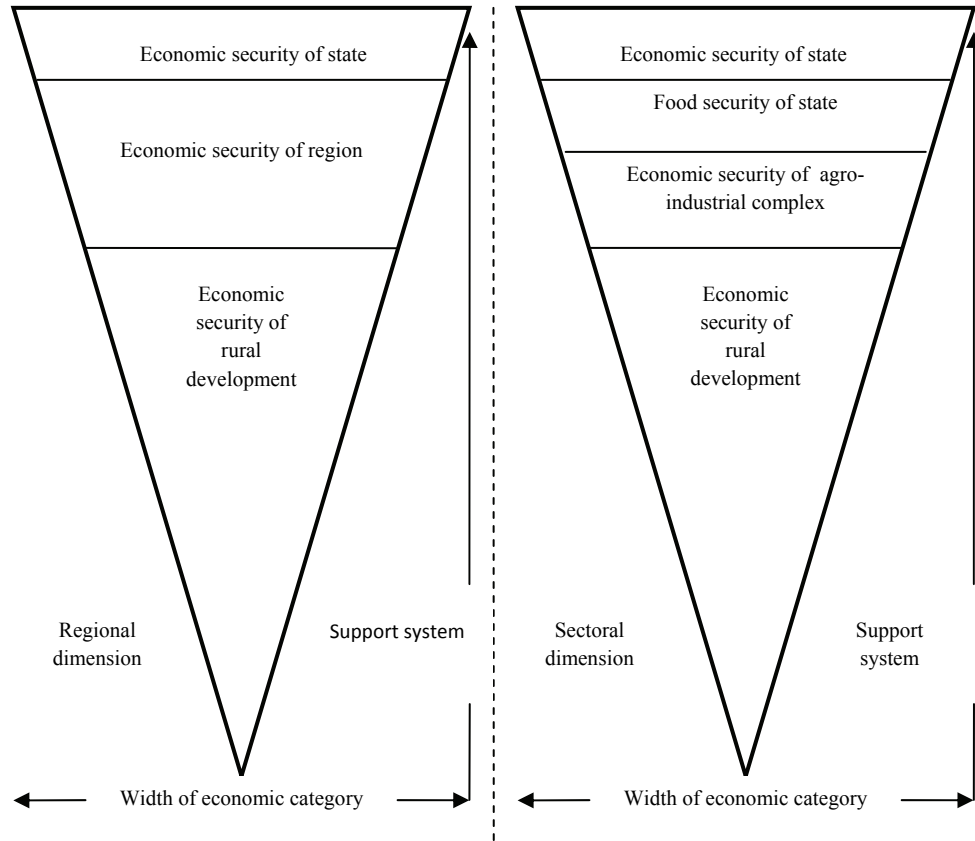 Economic security of state
Economic security of region
Economic
security of
rural
development
Regional
dimension
Support system
Width of economic category
Economic security of state
Food security of state
Economic security of agro-
industrial complex
Economic
security of
rural
development
Sectoral
dimension
Support
system
Width of economic category